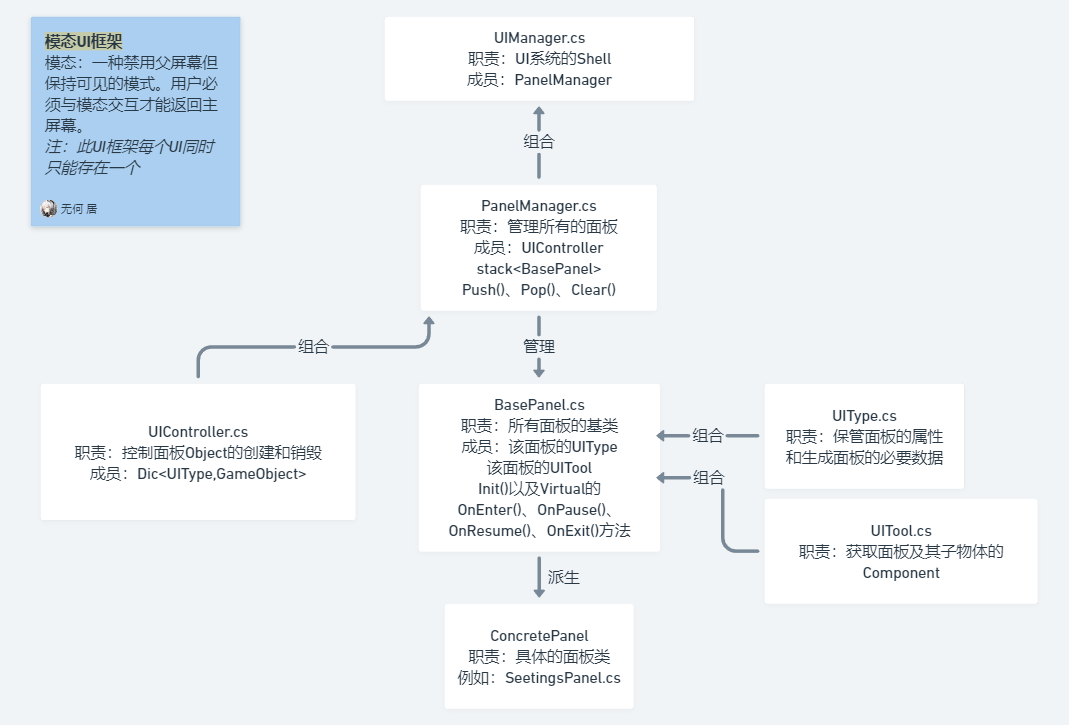 模态UI框架
模态：一种禁用父屏幕但
保持可见的模式。用户必
须与模态交互才能返回主
屏幕。
注：此UI框架每个UI同时
只能存在一个
无何 居
UIManager.cs
职责：UI系统的Shell
成员：PanelManager
组合
PanelManager.cs
职责：管理所有的面板
成员：UIController
stack<BasePanel>
Push()、Pop()、Clear()
组合
管理
UIController.cs
职责：控制面板Object的创建和销毁
成员：Dic<UIType,GameObject>
BasePanel.cs
职责：所有面板的基类
成员：该面板的UIType
该面板的UITool
Init()以及Virtual的
OnEnter()、OnPause()、
OnResume()、OnExit()方法
组合
组合
UIType.cs
职责：保管面板的属性
和生成面板的必要数据
UITool.cs
职责：获取面板及其子物体的
Component
派生
ConcretePanel
职责：具体的面板类
例如：SeetingsPanel.cs